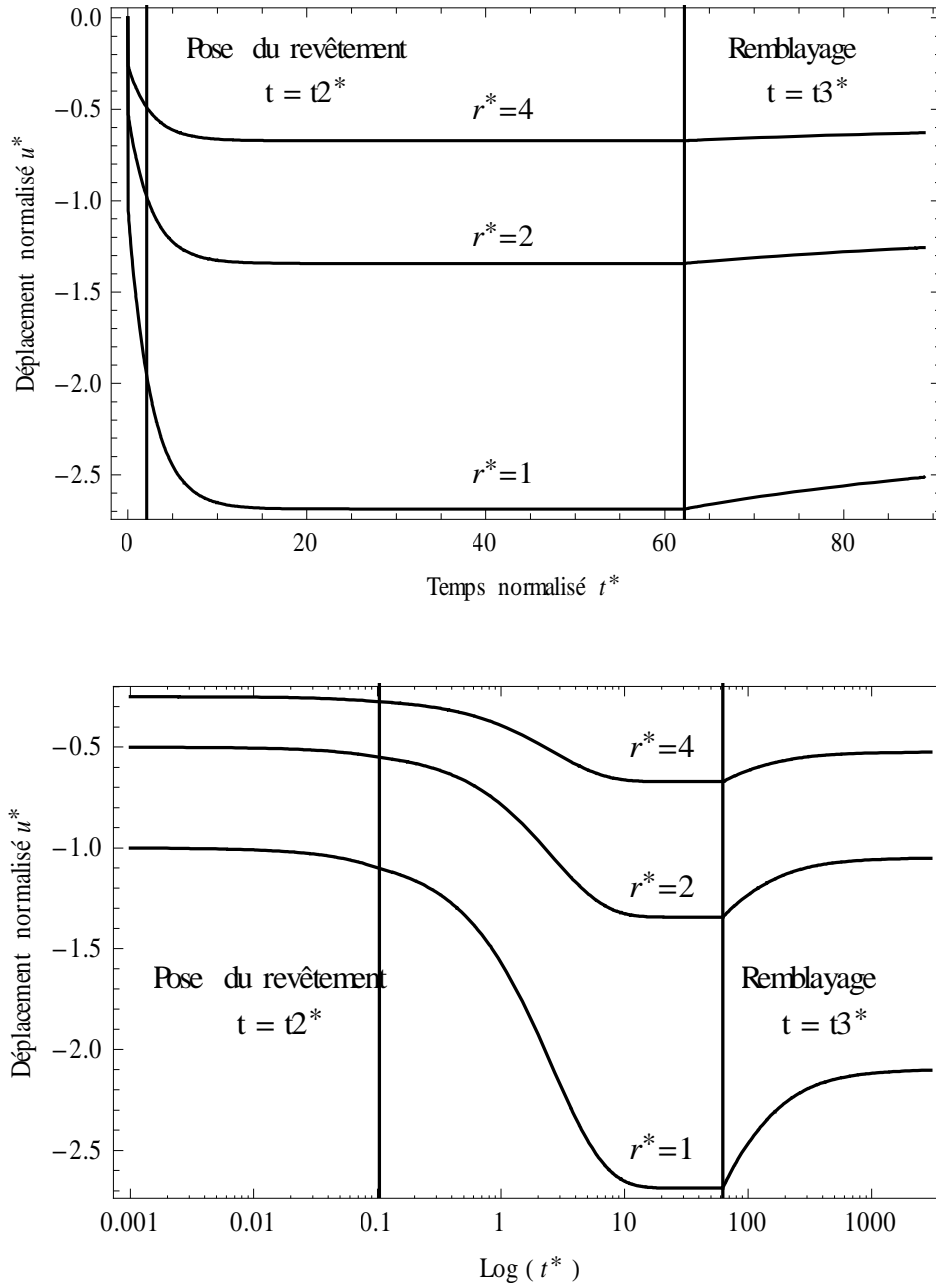 0.0
−0.5
−1.0
−1.5
−2.0
−2.5
Déplacement normalisé u*
Pose du revêtement
t = t2*
Remblayage
t = t3*
r*=4
r*=2
r*=1
0 20 40 60 80
Temps normalisé t*
−0.5
−1.0
−1.5
−2.0
−2.5
Déplacement normalisé u*
r*=4
r*=2
Pose du revêtement
t = t2*
Remblayage
t = t3*
r*=1
0.001 0.01 0.1 1 10 100 1000
Log ( t* )